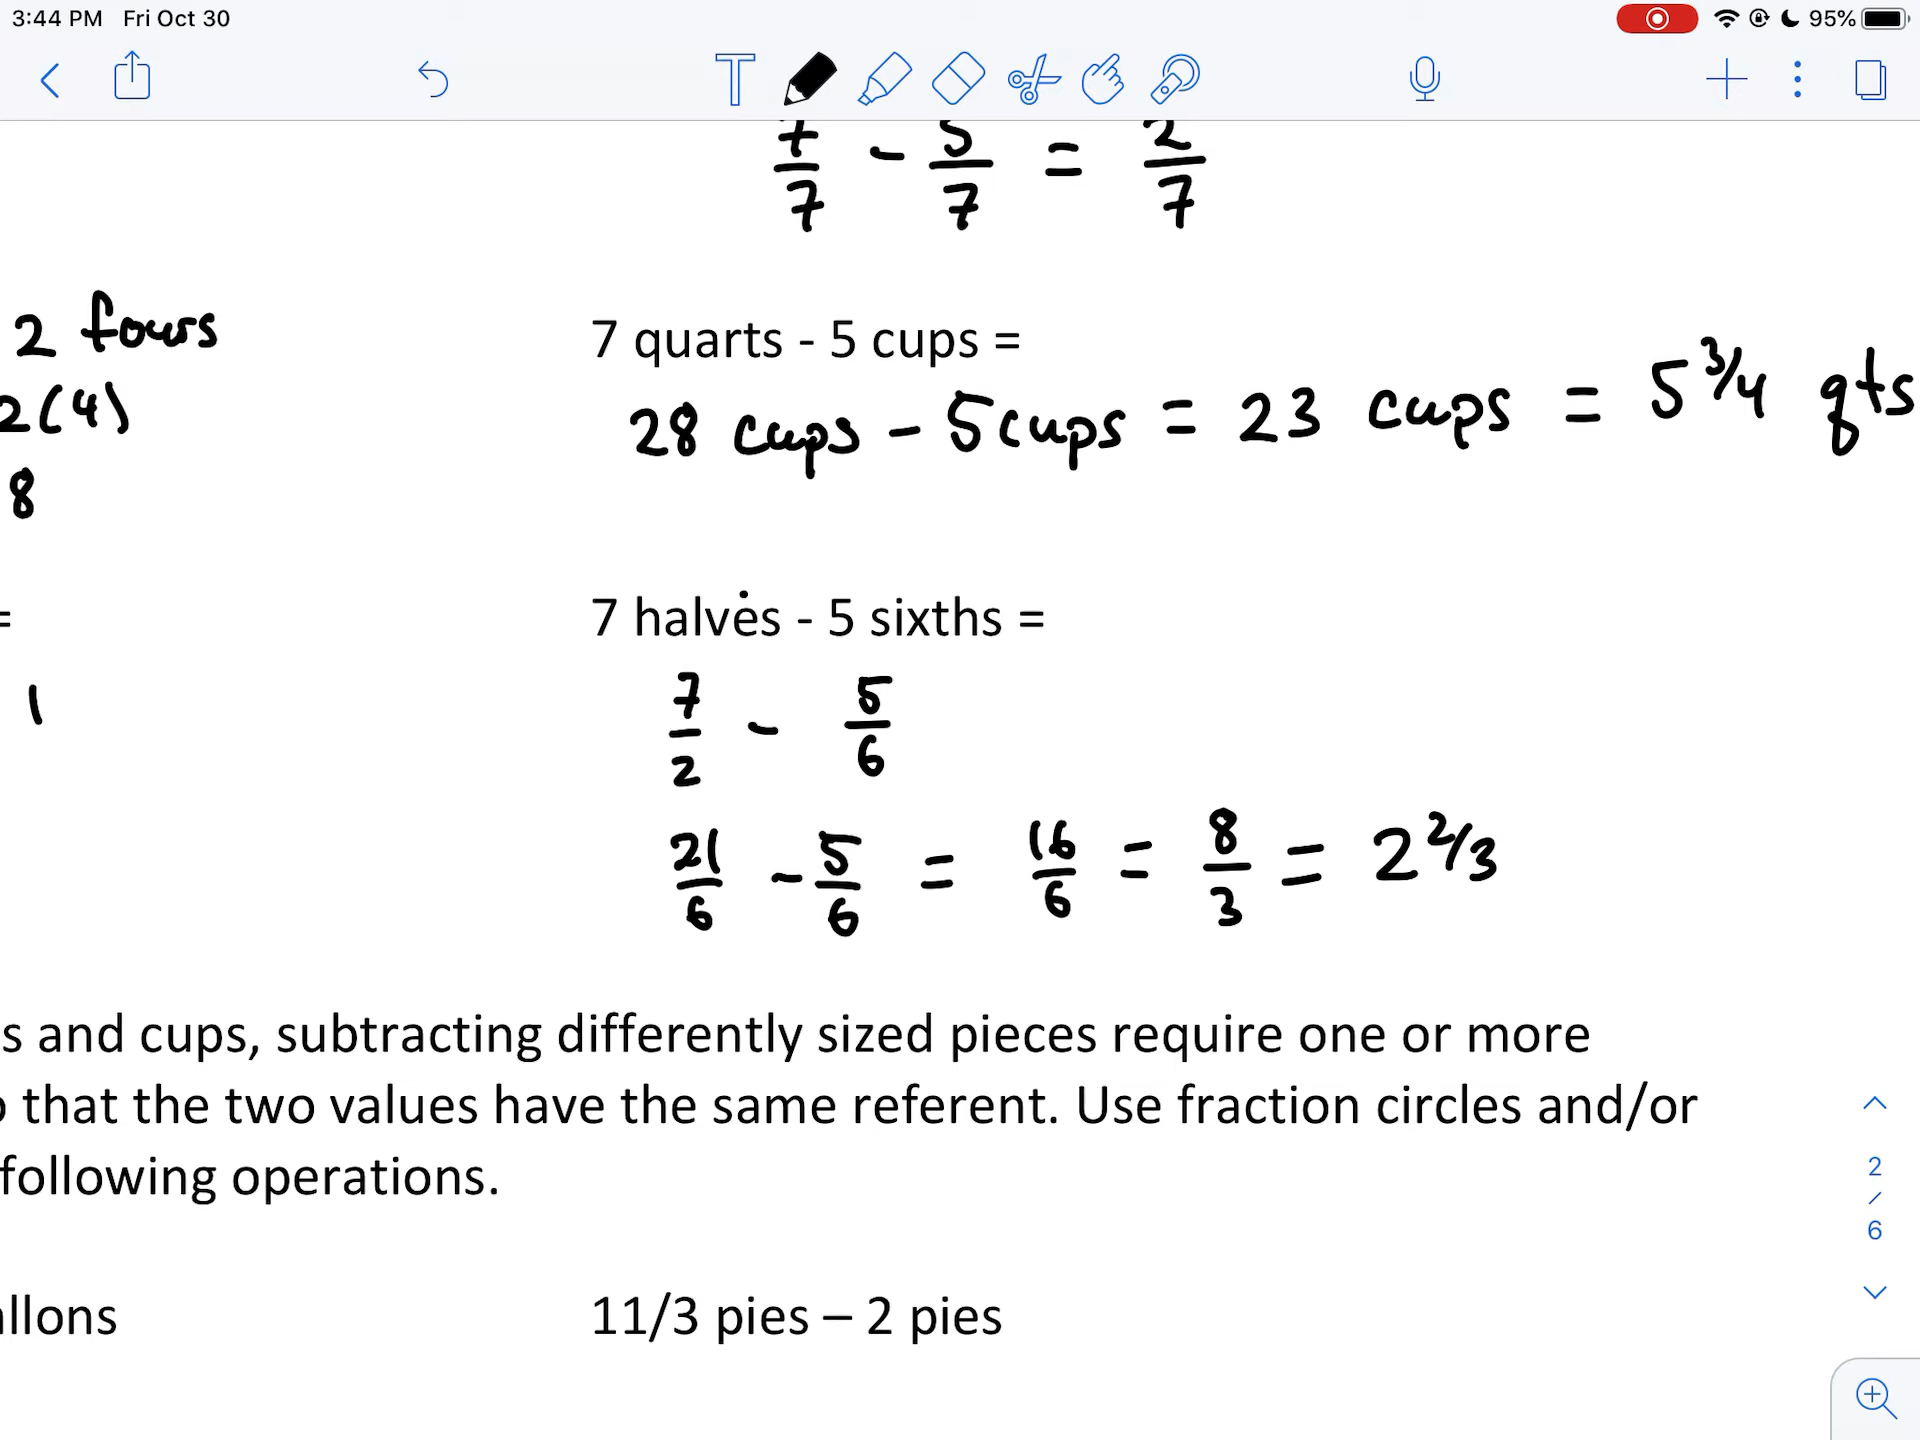 3:44 PM Fri Oct 30 95%
7/7 - 5/7 = 2/7
2 fours
7 quarts - 5 cups =
2(4)
28 cups - 5 cups = 23 cups = 5 3/4 qts
8
7 halves - 5 sixths =
=
1
7/2 - 5/6
21/6 - 5/6 = 16/6 = 8/3 = 2 2/3
s and cups, subtracting differently sized pieces require one or more
that the two values have the same referent. Use fraction circles and/or
following operations.
2
/
6
allons
11/3 pies – 2 pies